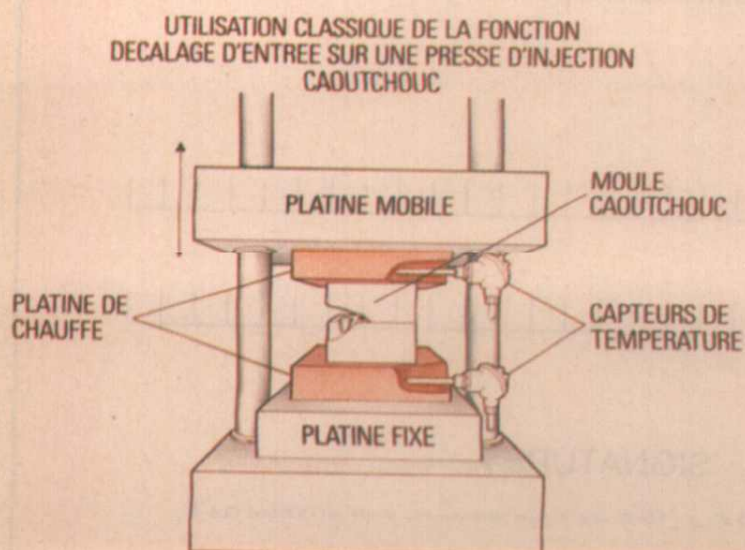 UTILISATION CLASSIQUE DE LA FONCTION
DECALAGE D'ENTREE SUR UNE PRESSE D'INJECTION
CAOUTCHOUC
PLATINE MOBILE
MOULE
CAOUTCHOUC
PLATINE DE
CHAUFFE
CAPTEURS DE
TEMPERATURE
PLATINE FIXE